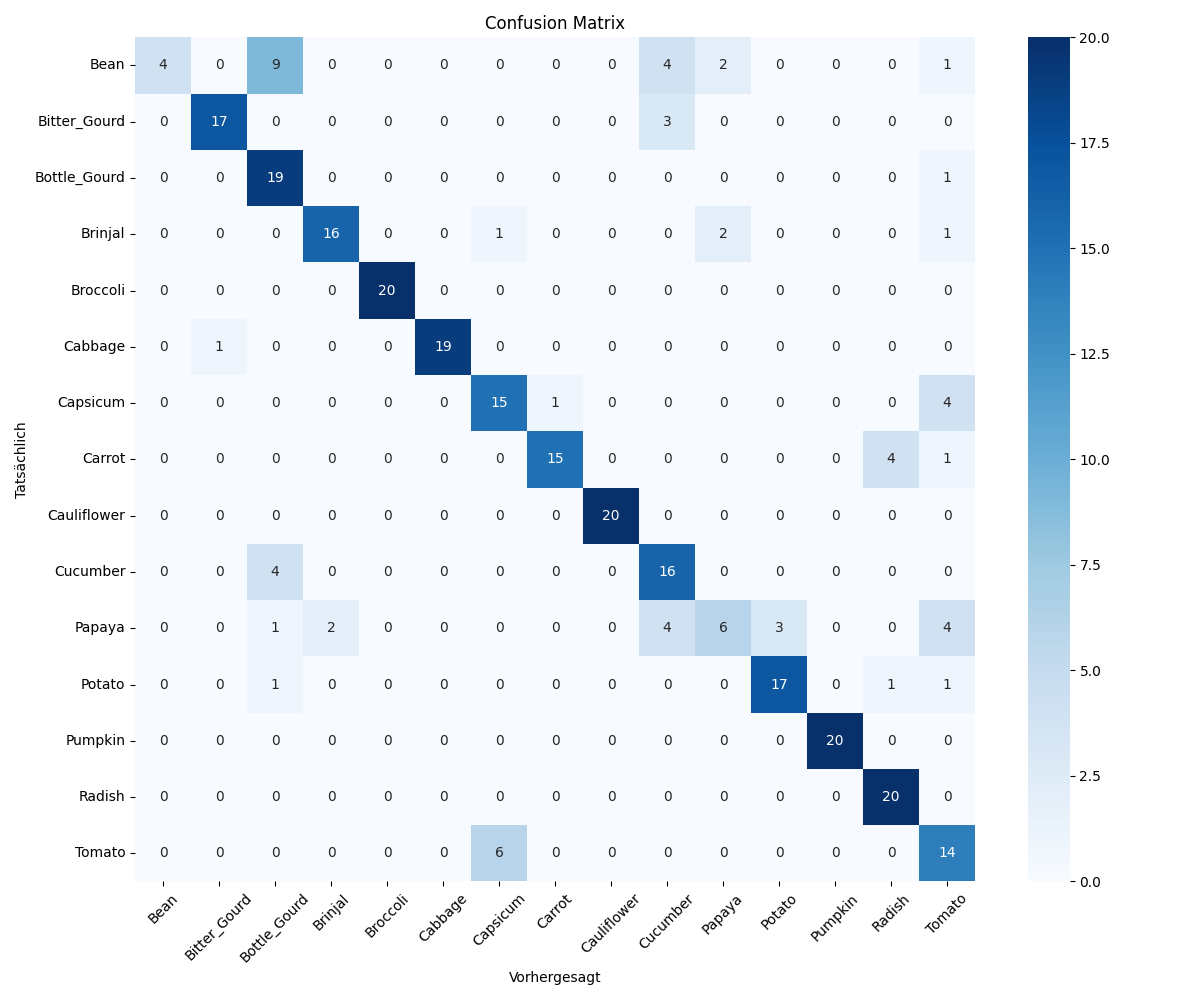 Confusion Matrix
Bean 4 0 9 0 0 0 0 0 0 4 2 0 0 0 1
Bitter_Gourd 0 17 0 0 0 0 0 0 0 3 0 0 0 0 0
Bottle_Gourd 0 0 19 0 0 0 0 0 0 0 0 0 0 0 1
Brinjal 0 0 0 16 0 0 1 0 0 0 2 0 0 0 1
Broccoli 0 0 0 0 20 0 0 0 0 0 0 0 0 0 0
Cabbage 0 1 0 0 0 19 0 0 0 0 0 0 0 0 0
Capsicum 0 0 0 0 0 0 15 1 0 0 0 0 0 0 4
Carrot 0 0 0 0 0 0 0 15 0 0 0 0 0 4 1
Cauliflower 0 0 0 0 0 0 0 0 20 0 0 0 0 0 0
Cucumber 0 0 4 0 0 0 0 0 0 16 0 0 0 0 0
Papaya 0 0 1 2 0 0 0 0 0 4 6 3 0 0 4
Potato 0 0 1 0 0 0 0 0 0 0 0 17 0 1 1
Pumpkin 0 0 0 0 0 0 0 0 0 0 0 0 20 0 0
Radish 0 0 0 0 0 0 0 0 0 0 0 0 0 20 0
Tomato 0 0 0 0 0 0 6 0 0 0 0 0 0 0 14
Bean Bitter_Gourd Bottle_Gourd Brinjal Broccoli Cabbage Capsicum Carrot Cauliflower Cucumber Papaya Potato Pumpkin Radish Tomato
Vorhergesagt
Tatsächlich
20.0
17.5
15.0
12.5
10.0
7.5
5.0
2.5
0.0